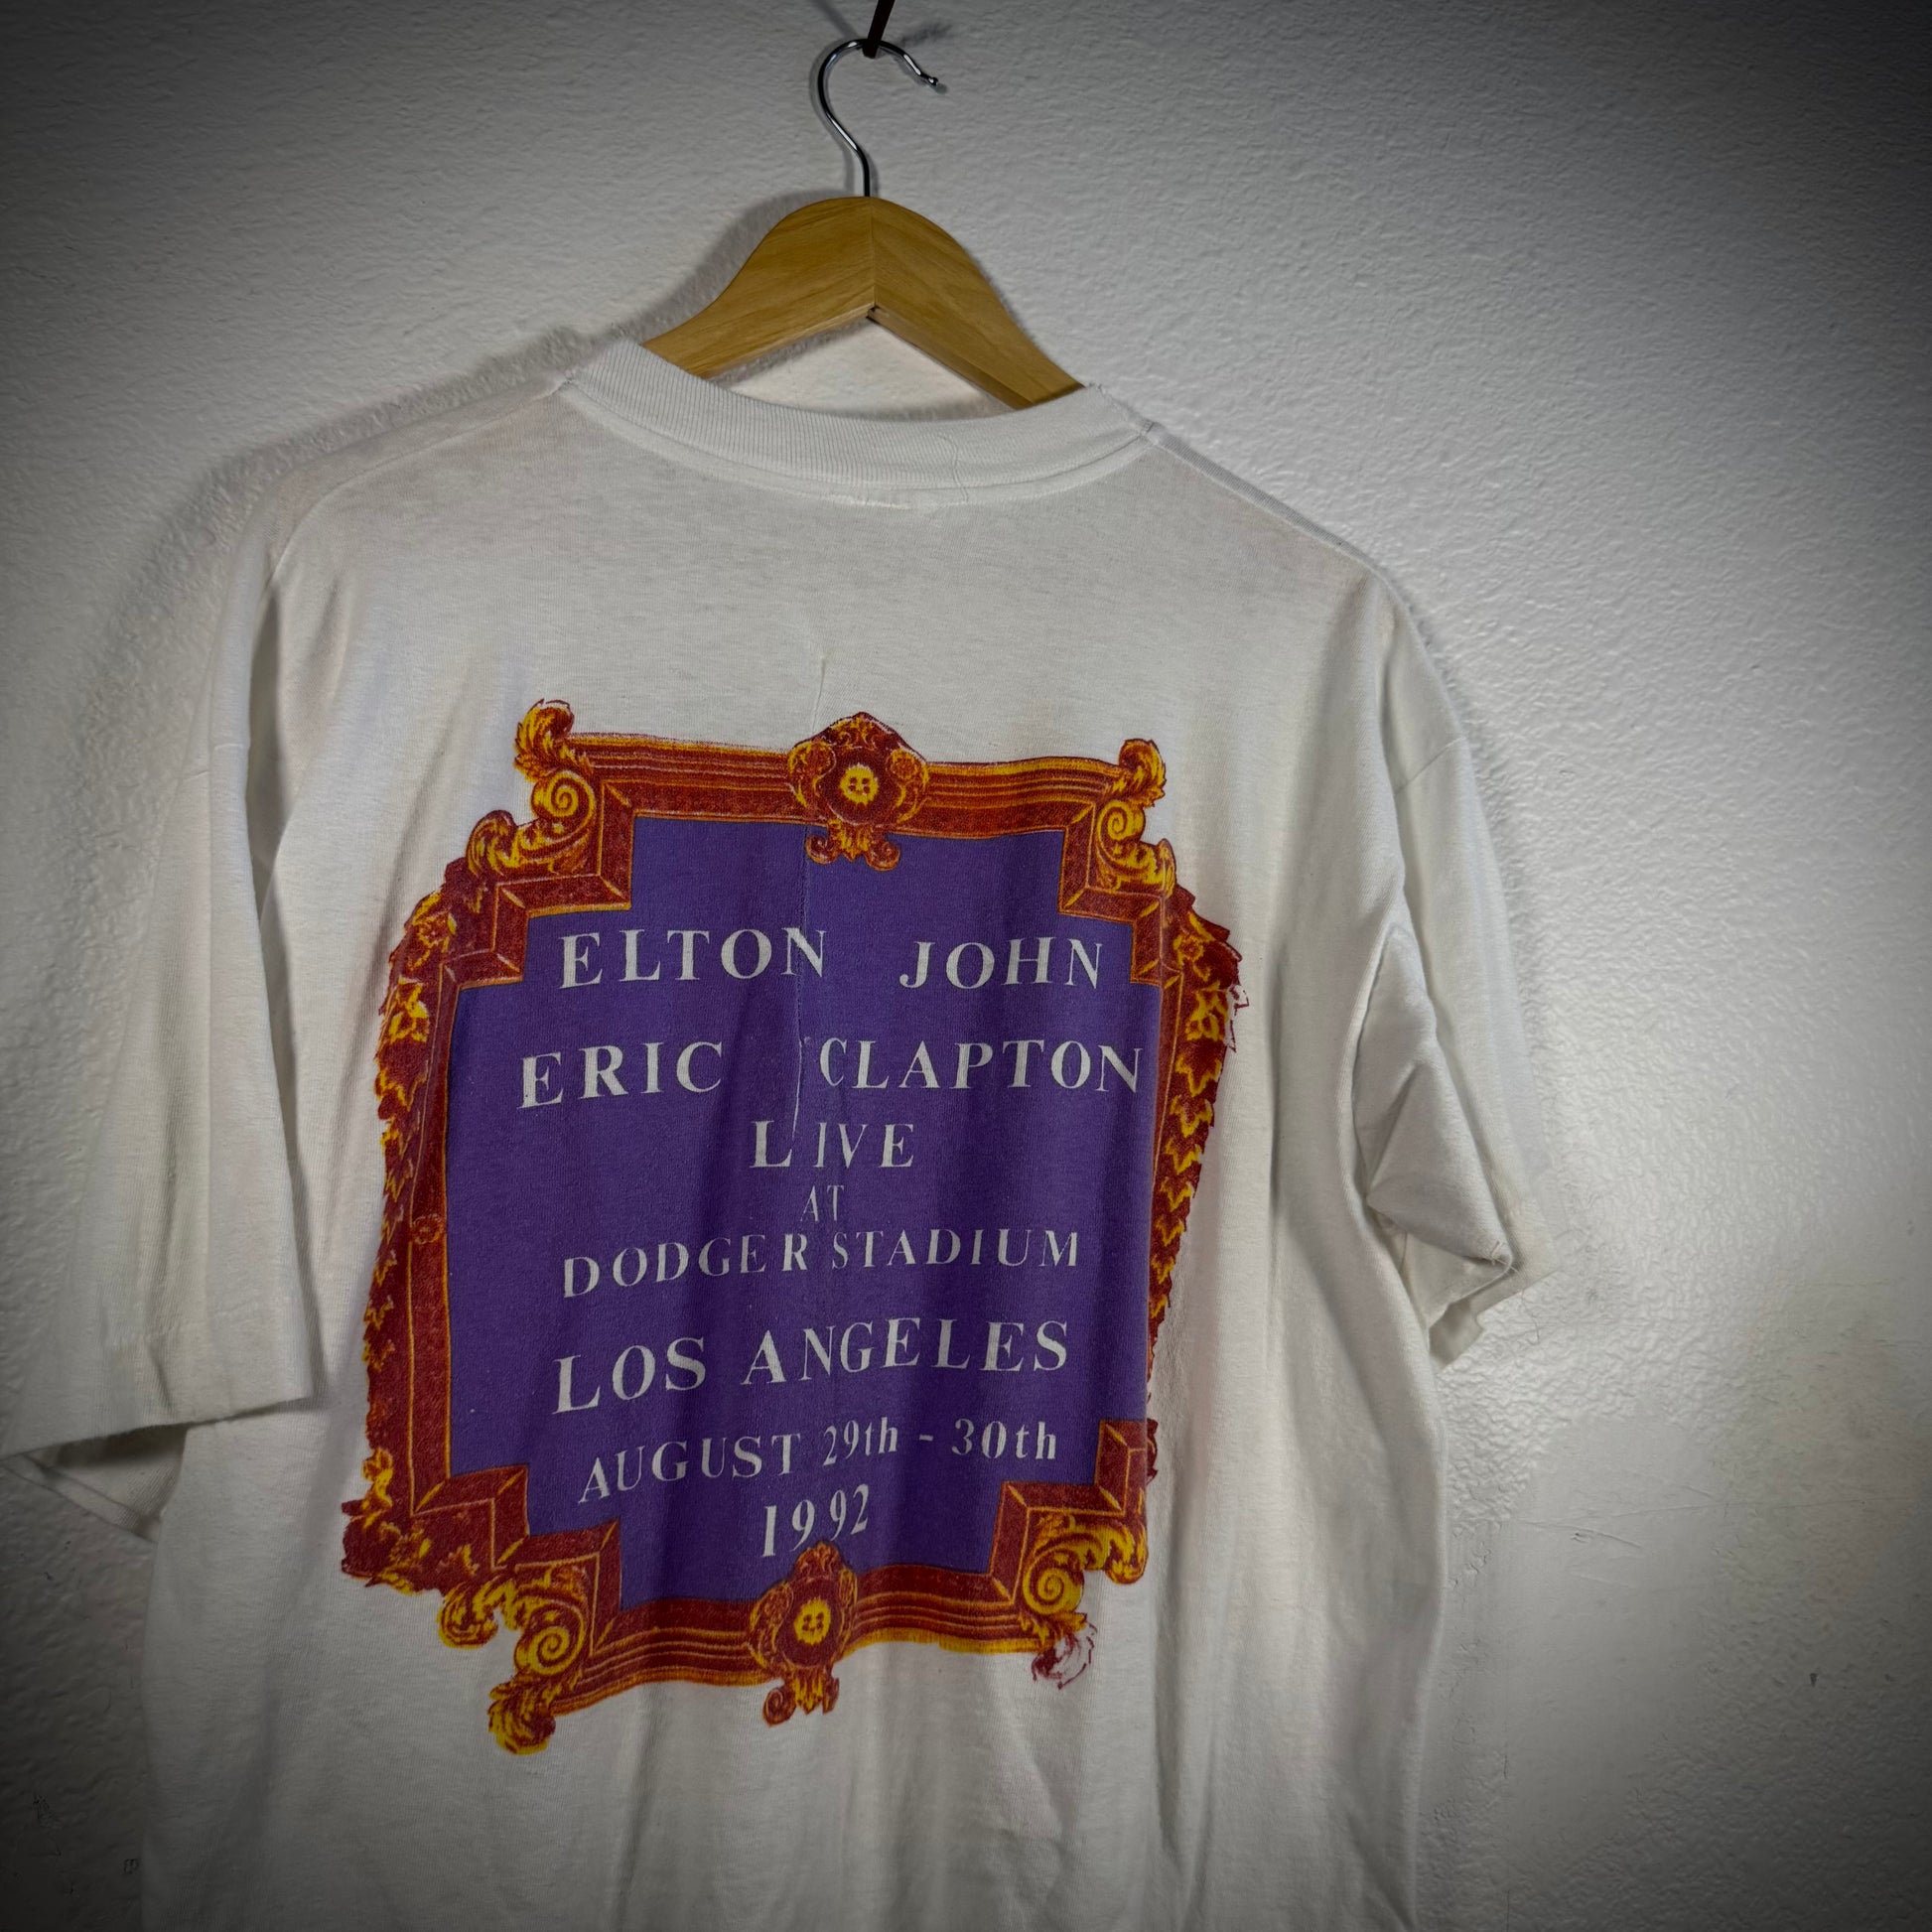 ELTON JOHN
ERIC CLAPTON
LIVE
AT
DODGER STADIUM
LOS ANGELES
AUGUST 29th - 30th
1992